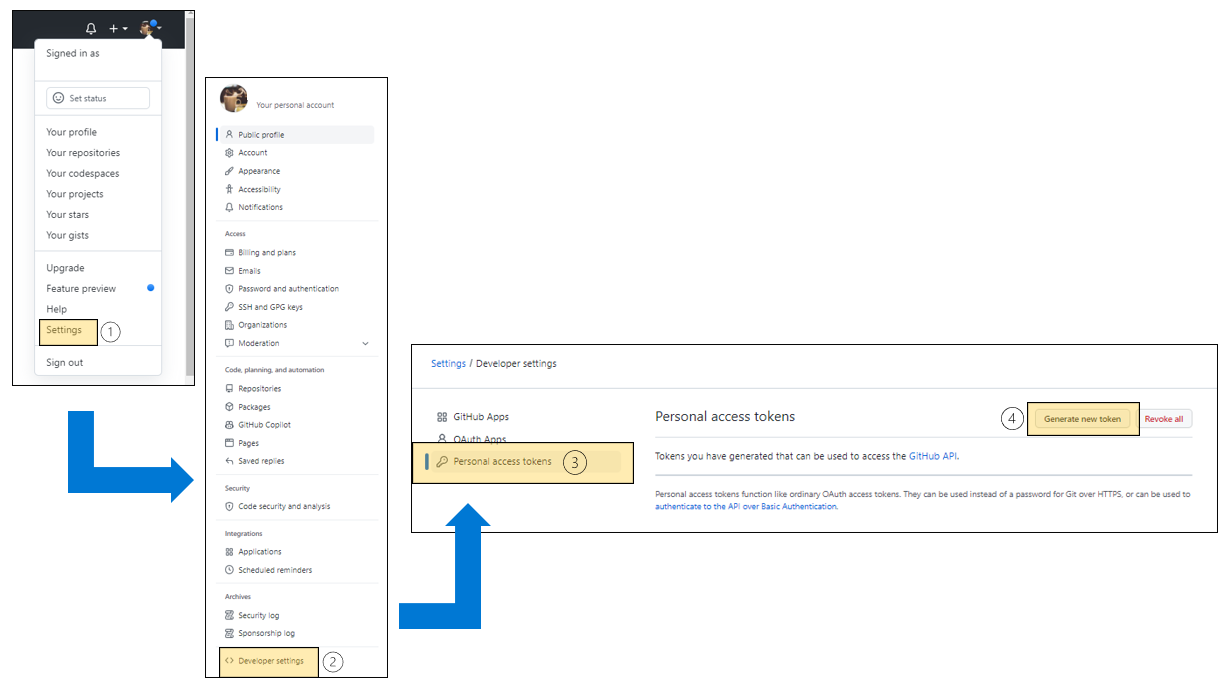 Signed in as
Set status
Your profile
Your repositories
Your codespaces
Your projects
Your stars
Your gists
Upgrade
Feature preview
Help
Settings 1
Sign out
Your personal account
Public profile
Account
Appearance
Accessibility
Notifications
Access
Billing and plans
Emails
Password and authentication
SSH and GPG keys
Organizations
Moderation
Code, planning, and automation
Repositories
Packages
GitHub Copilot
Pages
Saved replies
Security
Code security and analysis
Integrations
Applications
Scheduled reminders
Archives
Security log
Sponsorship log
Developer settings 2
Settings / Developer settings
GitHub Apps
OAuth Apps
Personal access tokens 3
Personal access tokens 4 Generate new token Revoke all
Tokens you have generated that can be used to access the GitHub API.
Personal access tokens function like ordinary OAuth access tokens. They can be used instead of a password for Git over HTTPS, or can be used to
authenticate to the API over Basic Authentication.